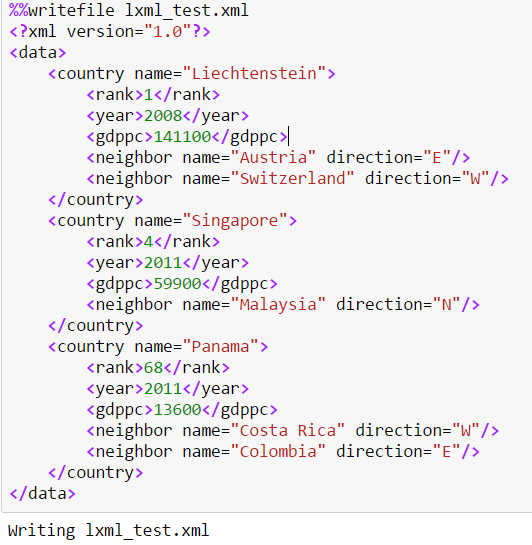 %%writefile lxml_test.xml
<?xml version="1.0"?>
<data>
    <country name="Liechtenstein">
        <rank>1</rank>
        <year>2008</year>
        <gdppc>141100</gdppc>
        <neighbor name="Austria" direction="E"/>
        <neighbor name="Switzerland" direction="W"/>
    </country>
    <country name="Singapore">
        <rank>4</rank>
        <year>2011</year>
        <gdppc>59900</gdppc>
        <neighbor name="Malaysia" direction="N"/>
    </country>
    <country name="Panama">
        <rank>68</rank>
        <year>2011</year>
        <gdppc>13600</gdppc>
        <neighbor name="Costa Rica" direction="W"/>
        <neighbor name="Colombia" direction="E"/>
    </country>
</data>
Writing lxml_test.xml